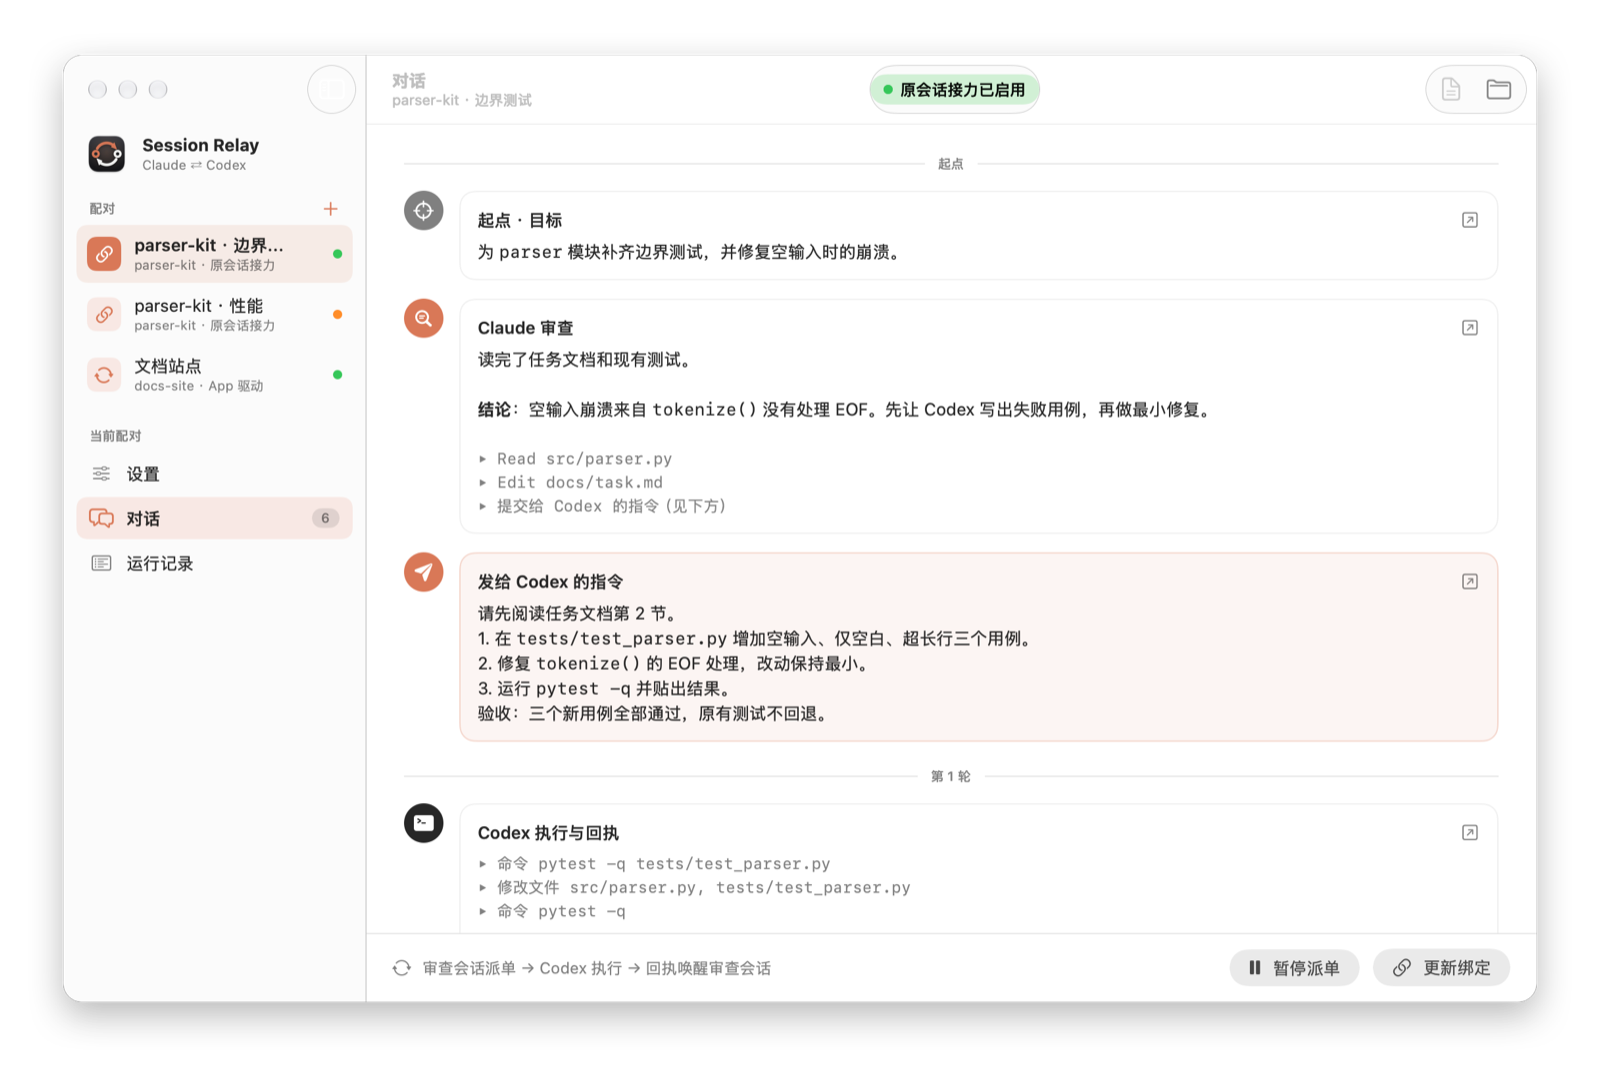 Session Relay
Claude ⇄ Codex
配对
parser-kit · 边界…
parser-kit · 原会话接力
parser-kit · 性能
parser-kit · 原会话接力
文档站点
docs-site · App 驱动
当前配对
设置
对话
6
运行记录
对话
parser-kit · 边界测试
原会话接力已启用
起点
起点 · 目标
为 parser 模块补齐边界测试，并修复空输入时的崩溃。
Claude 审查
读完了任务文档和现有测试。
结论：空输入崩溃来自 tokenize() 没有处理 EOF。先让 Codex 写出失败用例，再做最小修复。
▸ Read src/parser.py
▸ Edit docs/task.md
▸ 提交给 Codex 的指令（见下方）
发给 Codex 的指令
请先阅读任务文档第 2 节。
1. 在 tests/test_parser.py 增加空输入、仅空白、超长行三个用例。
2. 修复 tokenize() 的 EOF 处理，改动保持最小。
3. 运行 pytest -q 并贴出结果。
验收：三个新用例全部通过，原有测试不回退。
第 1 轮
Codex 执行与回执
▸ 命令 pytest -q tests/test_parser.py
▸ 修改文件 src/parser.py, tests/test_parser.py
▸ 命令 pytest -q
审查会话派单 → Codex 执行 → 回执唤醒审查会话
暂停派单
更新绑定